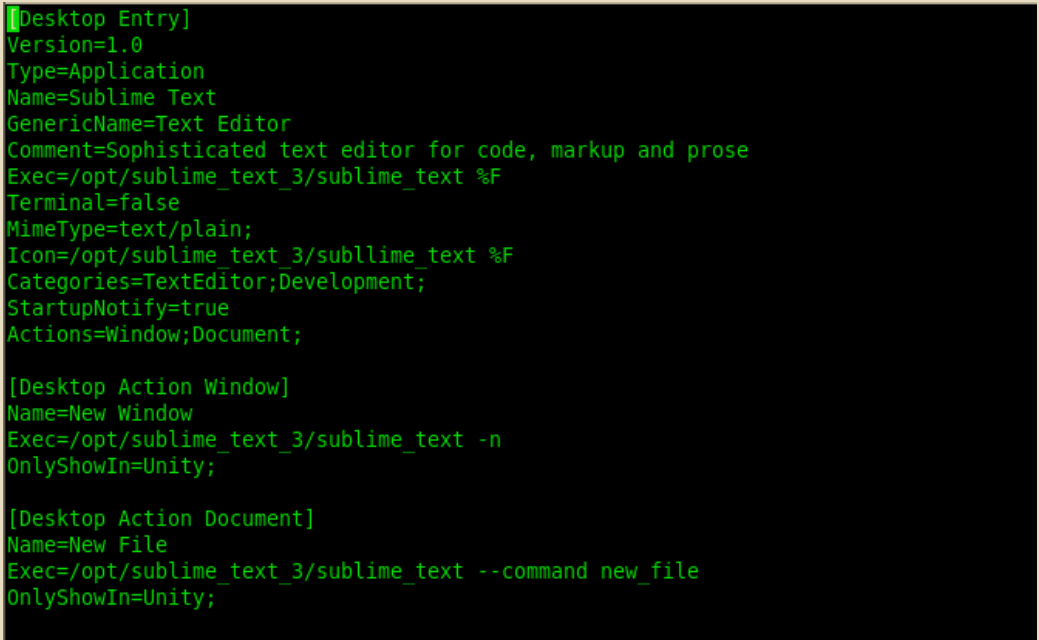 [Desktop Entry]
Version=1.0
Type=Application
Name=Sublime Text
GenericName=Text Editor
Comment=Sophisticated text editor for code, markup and prose
Exec=/opt/sublime_text_3/sublime_text %F
Terminal=false
MimeType=text/plain;
Icon=/opt/sublime_text_3/subllime_text %F
Categories=TextEditor;Development;
StartupNotify=true
Actions=Window;Document;

[Desktop Action Window]
Name=New Window
Exec=/opt/sublime_text_3/sublime_text -n
OnlyShowIn=Unity;

[Desktop Action Document]
Name=New File
Exec=/opt/sublime_text_3/sublime_text --command new_file
OnlyShowIn=Unity;